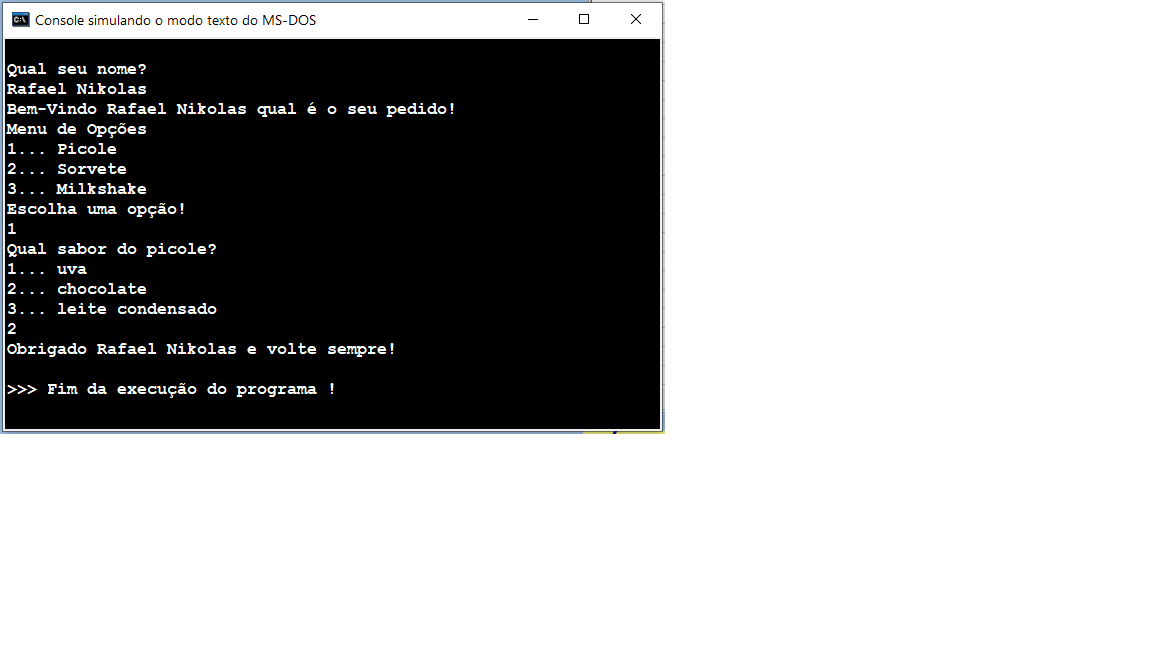 Console simulando o modo texto do MS-DOS
Qual seu nome?
Rafael Nikolas
Bem-Vindo Rafael Nikolas qual é o seu pedido!
Menu de Opções
1... Picole
2... Sorvete
3... Milkshake
Escolha uma opção!
1
Qual sabor do picole?
1... uva
2... chocolate
3... leite condensado
2
Obrigado Rafael Nikolas e volte sempre!
>>> Fim da execução do programa !